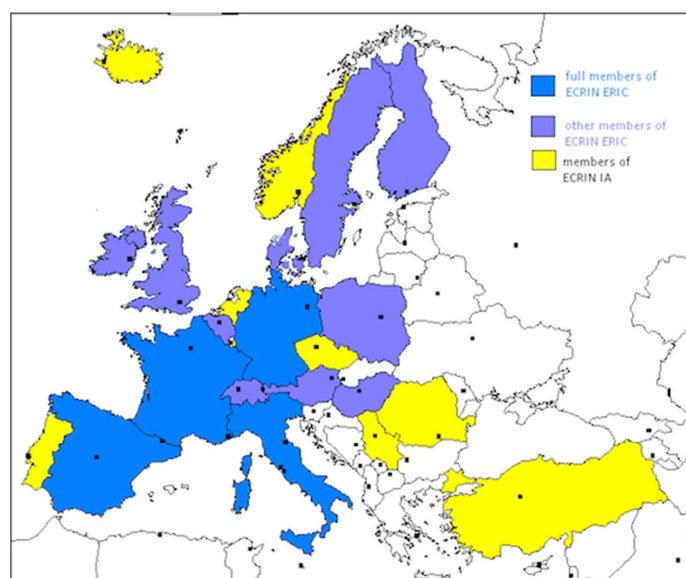 full members of
ECRIN ERIC
other members of
ECRIN ERIC
members of
ECRIN IA